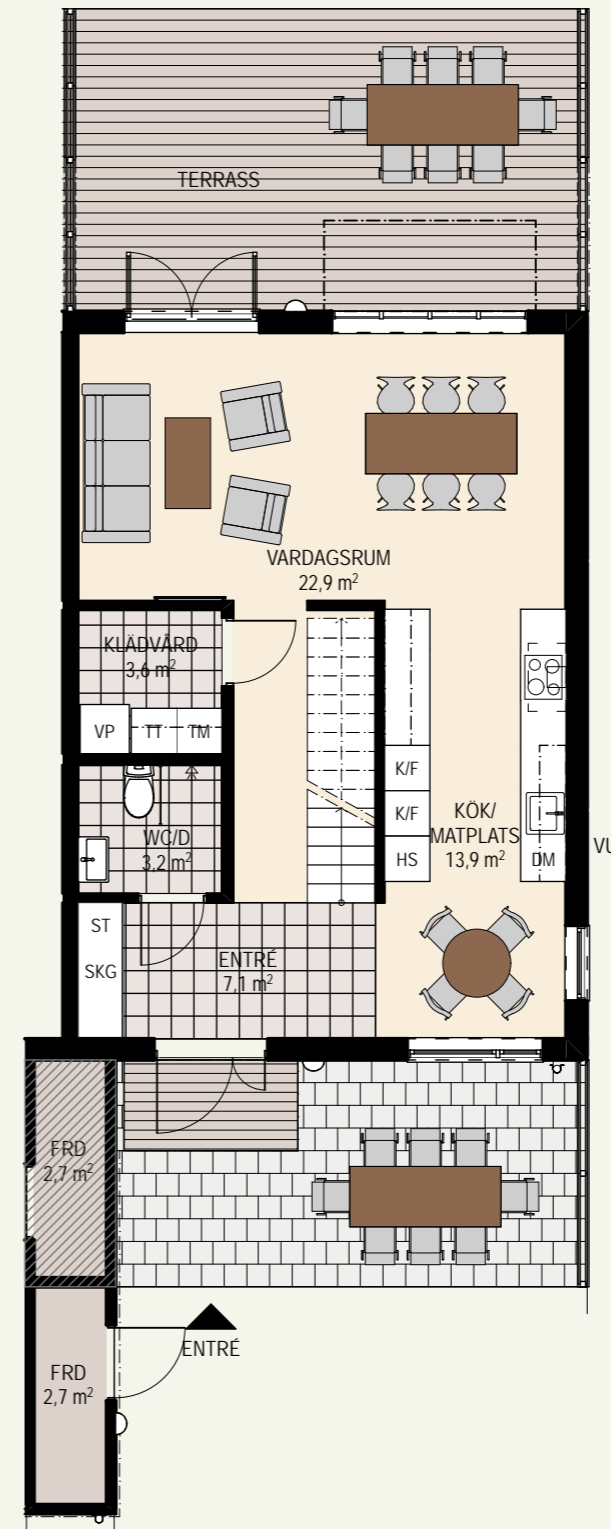 TERRASS
VARDAGSRUM
22,9 m²
KLÄDVÅRD
3,6 m²
VP
TT
TM
K/F
K/F
HS
KÖK/
MATPLATS
13,9 m²
DM
VU
WC/D
3,2 m²
ST
SKG
ENTRÉ
7,1 m²
FRD
2,7 m²
ENTRÉ
FRD
2,7 m²